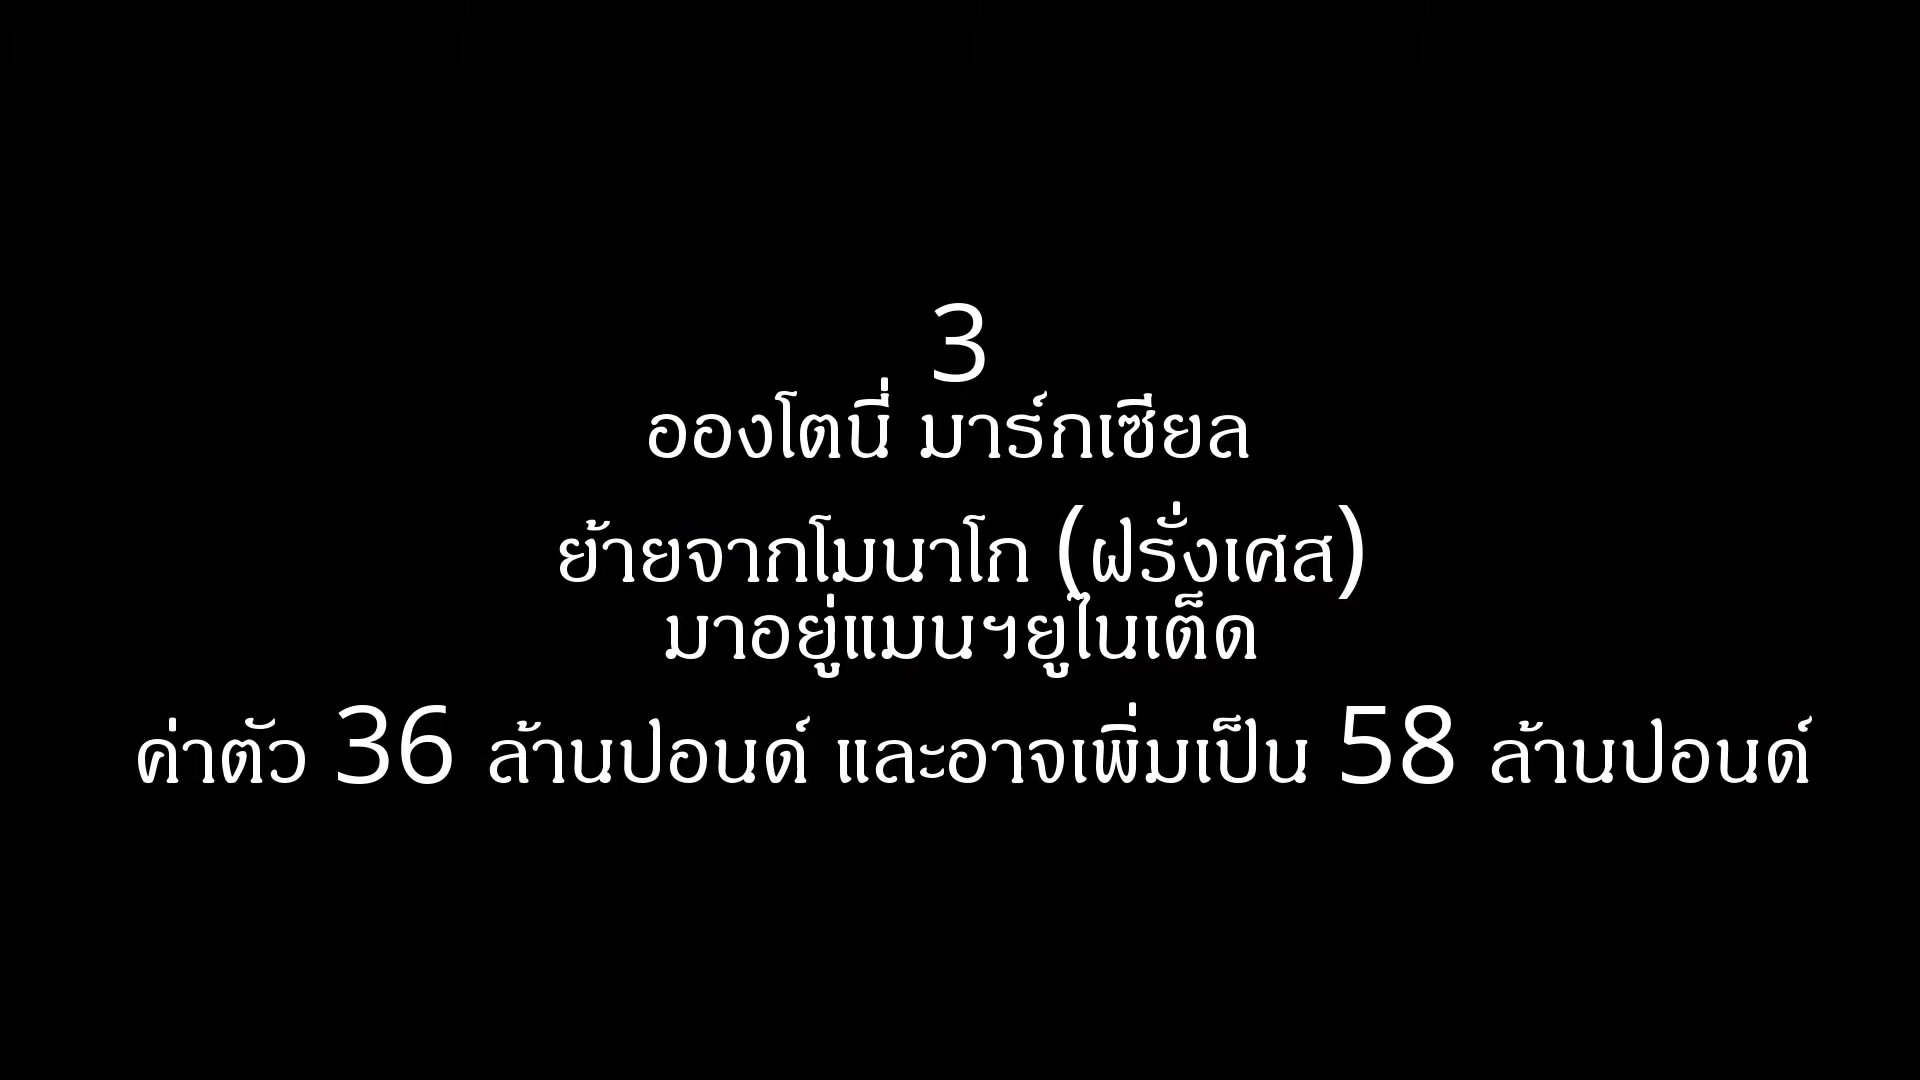 3
อองโตนี่ มาร์กเซียล
ย้ายจากโมนาโก (ฝรั่งเศส)
มาอยู่แมนฯยูไนเต็ด
ค่าตัว 36 ล้านปอนด์ และอาจเพิ่มเป็น 58 ล้านปอนด์